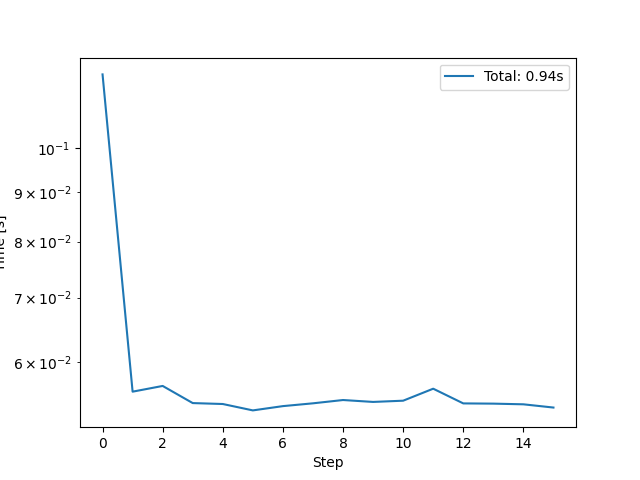 Total: 0.94s
10⁻¹
9 × 10⁻²
8 × 10⁻²
7 × 10⁻²
6 × 10⁻²
0 2 4 6 8 10 12 14
Step
[s]